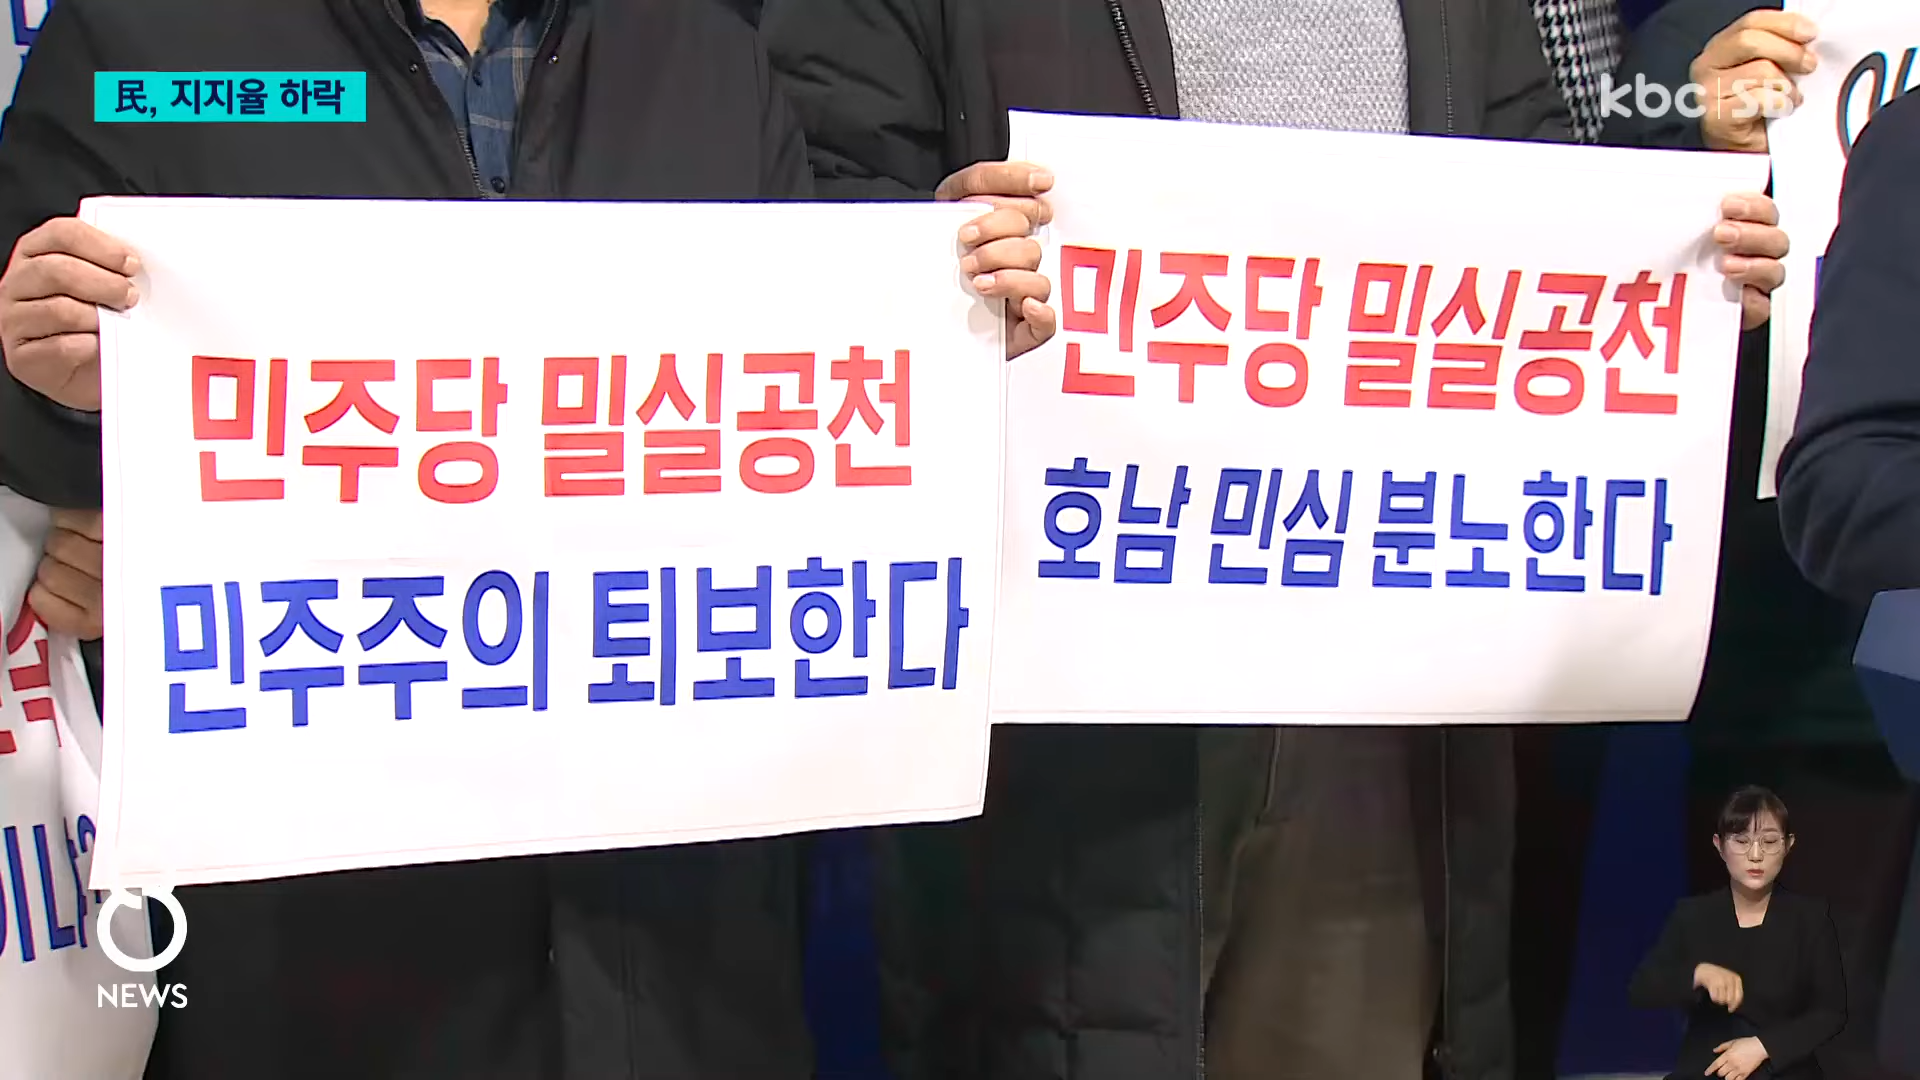 民, 지지율 하락
kbc SB
민주당 밀실공천
민주주의 퇴보한다
민주당 밀실공천
호남 민심 분노한다
NEWS